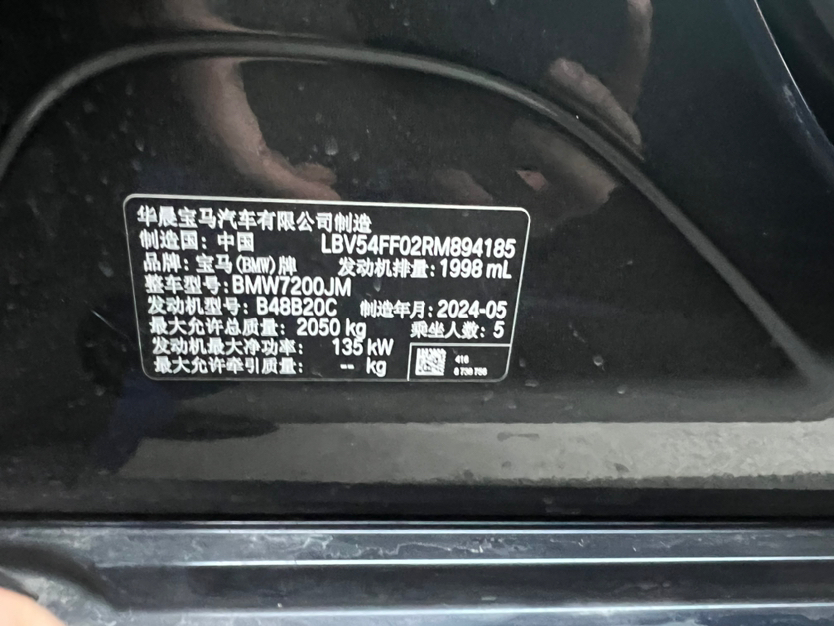 华晨宝马汽车有限公司制造
制造国：中国 LBV54FF02RM894185
品牌：宝马(BMW)牌 发动机排量：1998 mL
整车型号：BMW7200JM
发动机型号：B48B20C 制造年月：2024-05
最大允许总质量：2050 kg 乘坐人数：5
发动机最大净功率：135 kW
最大允许牵引质量：-- kg
416